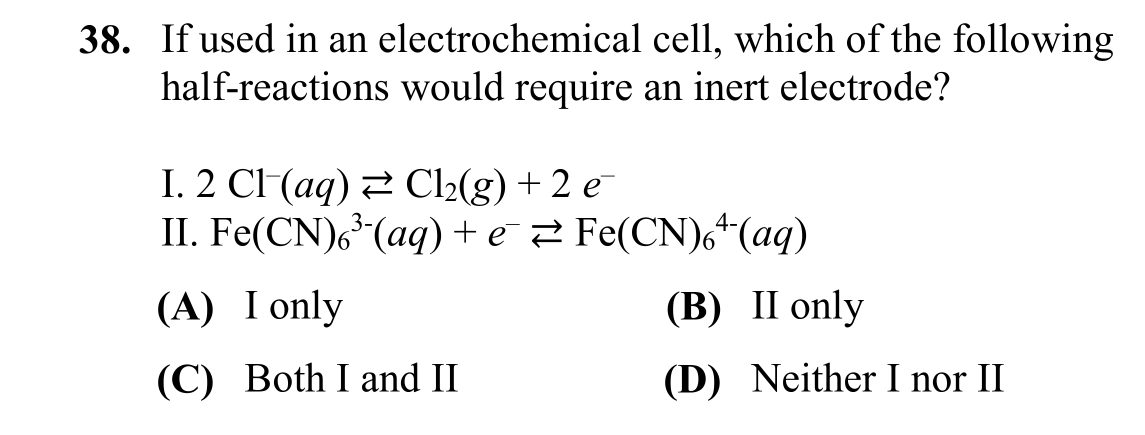 38. If used in an electrochemical cell, which of the following
half-reactions would require an inert electrode?
I. 2 Cl⁻(aq) ⇄ Cl₂(g) + 2 e⁻
II. Fe(CN)₆³⁻(aq) + e⁻ ⇄ Fe(CN)₆⁴⁻(aq)
(A) I only (B) II only
(C) Both I and II (D) Neither I nor II